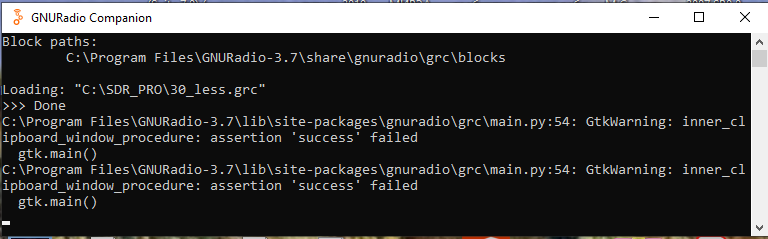 GNURadio Companion
Block paths:
C:\Program Files\GNURadio-3.7\share\gnuradio\grc\blocks
Loading: "C:\SDR_PRO\30_less.grc"
>>> Done
C:\Program Files\GNURadio-3.7\lib\site-packages\gnuradio\grc\main.py:54: GtkWarning: inner_cl
ipboard_window_procedure: assertion 'success' failed
gtk.main()
C:\Program Files\GNURadio-3.7\lib\site-packages\gnuradio\grc\main.py:54: GtkWarning: inner_cl
ipboard_window_procedure: assertion 'success' failed
gtk.main()